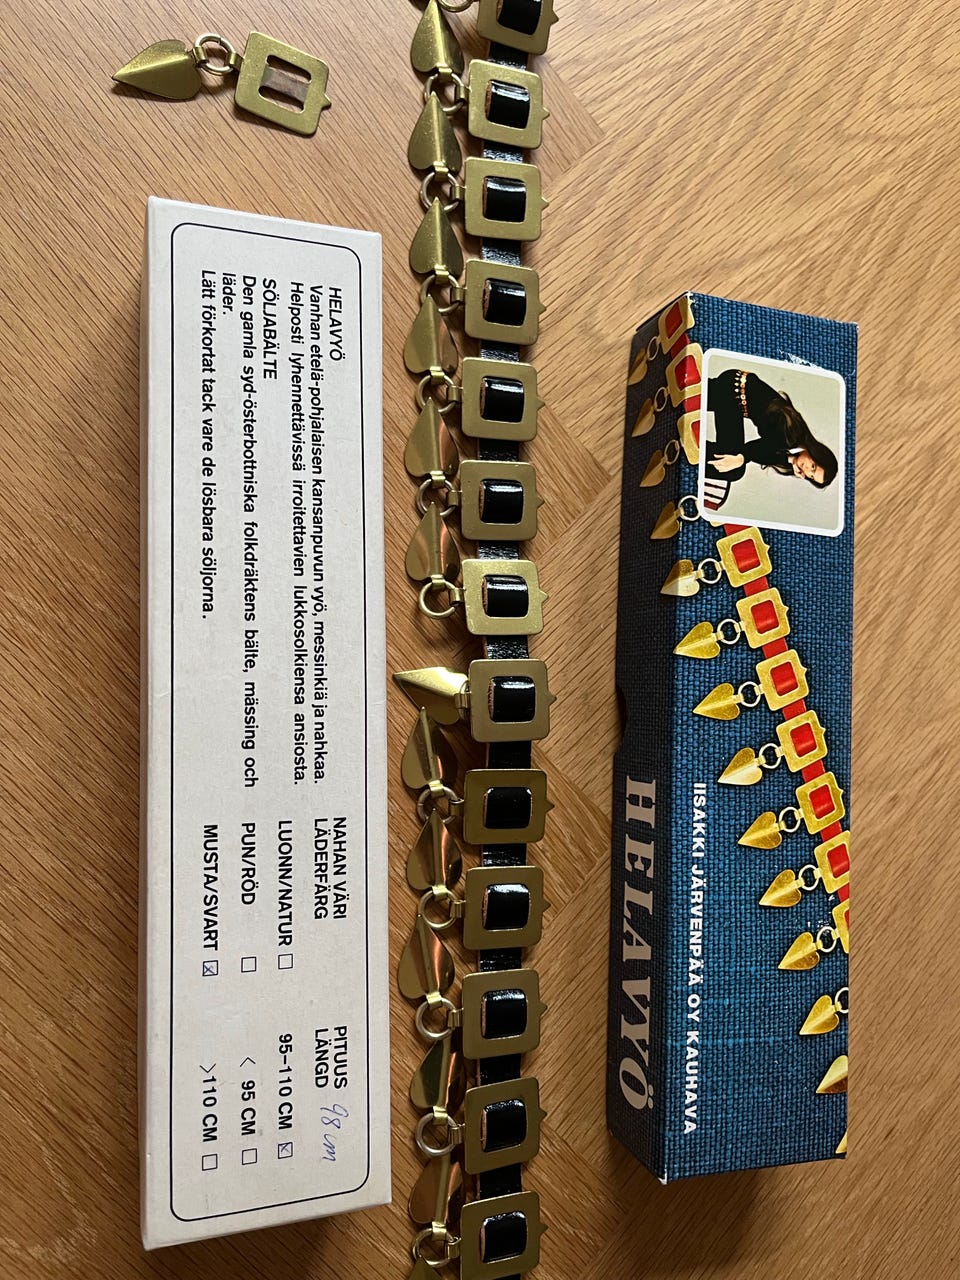 HELAVYÖ
Vanhan etelä-pohjalaisen kansanpuvun vyö, messinkiä ja nahkaa.
Helposti lyhennettävissä irroitettavien lukkosolkiensa ansiosta.
SÖLJABÄLTE
Den gamla syd-österbottniska folkdräktens bälte, mässing och
läder.
Lätt förkortat tack vare de lösbara söljorna.
NAHAN VÄRI
LÄDERFÄRG
LUONN/NATUR
PUN/RÖD
MUSTA/SVART
PITUUS
LÄNGD 98 cm
95–110 CM
< 95 CM
>110 CM
IISAKKI JÄRVENPÄÄ OY KAUHAVA
HELAVYÖ